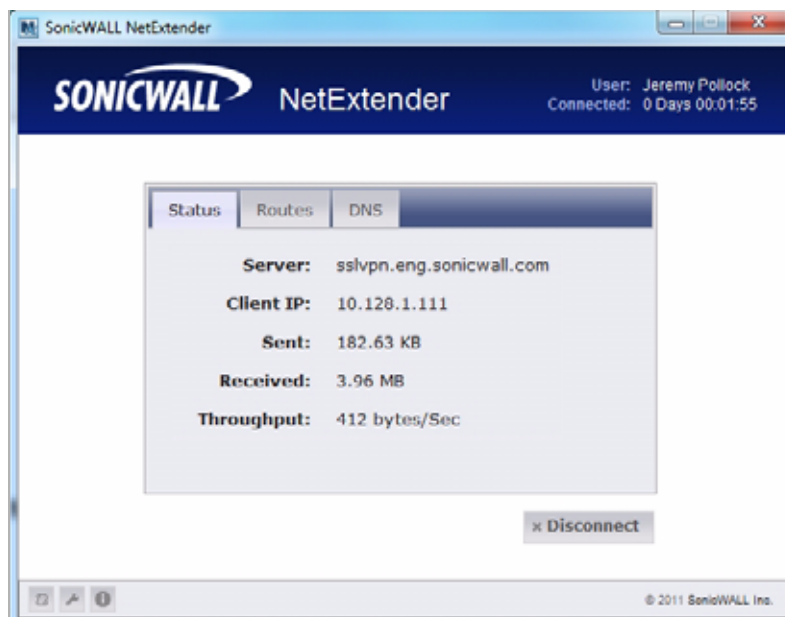 SonicWALL NetExtender
SONICWALL NetExtender
User: Jeremy Pollock
Connected: 0 Days 00:01:55
Status Routes DNS
Server: sslvpn.eng.sonicwall.com
Client IP: 10.128.1.111
Sent: 182.63 KB
Received: 3.96 MB
Throughput: 412 bytes/Sec
× Disconnect
© 2011 SonicWALL Inc.